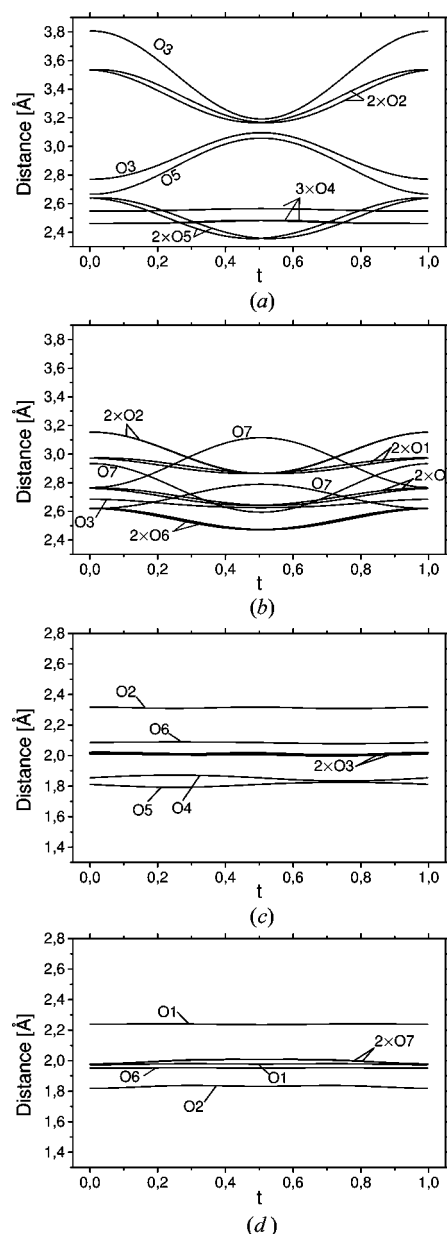 Distance [Å]
3,8
3,6
3,4
3,2
3,0
2,8
2,6
2,4
O3
2×O2
O3
O5
3×O4
2×O5
0,0 0,2 0,4 0,6 0,8 1,0
t
(a)
Distance [Å]
3,8
3,6
3,4
3,2
3,0
2,8
2,6
2,4
2×O2
O7
2×O1
O7
O7
2×O
O3
2×O6
0,0 0,2 0,4 0,6 0,8 1,0
t
(b)
Distance [Å]
2,8
2,6
2,4
2,2
2,0
1,8
1,6
1,4
O2
O6
2×O3
O5
O4
0,0 0,2 0,4 0,6 0,8 1,0
t
(c)
Distance [Å]
2,8
2,6
2,4
2,2
2,0
1,8
1,6
1,4
O1
2×O7
O6
O1
O2
0,0 0,2 0,4 0,6 0,8 1,0
t
(d)